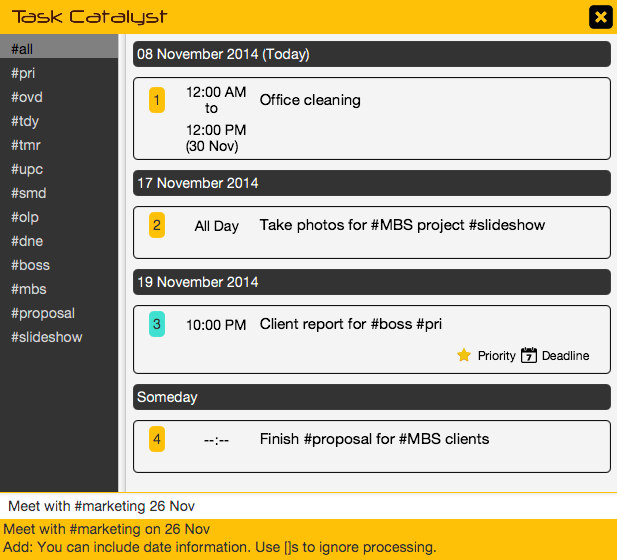 Task Catalyst
#all
#pri
#ovd
#tdy
#tmr
#upc
#smd
#olp
#dne
#boss
#mbs
#proposal
#slideshow
08 November 2014 (Today)
1 12:00 AM Office cleaning
to
12:00 PM
(30 Nov)
17 November 2014
2 All Day Take photos for #MBS project #slideshow
19 November 2014
3 10:00 PM Client report for #boss #pri
Priority 7 Deadline
Someday
4 --:-- Finish #proposal for #MBS clients
Meet with #marketing 26 Nov
Meet with #marketing on 26 Nov
Add: You can include date information. Use []s to ignore processing.